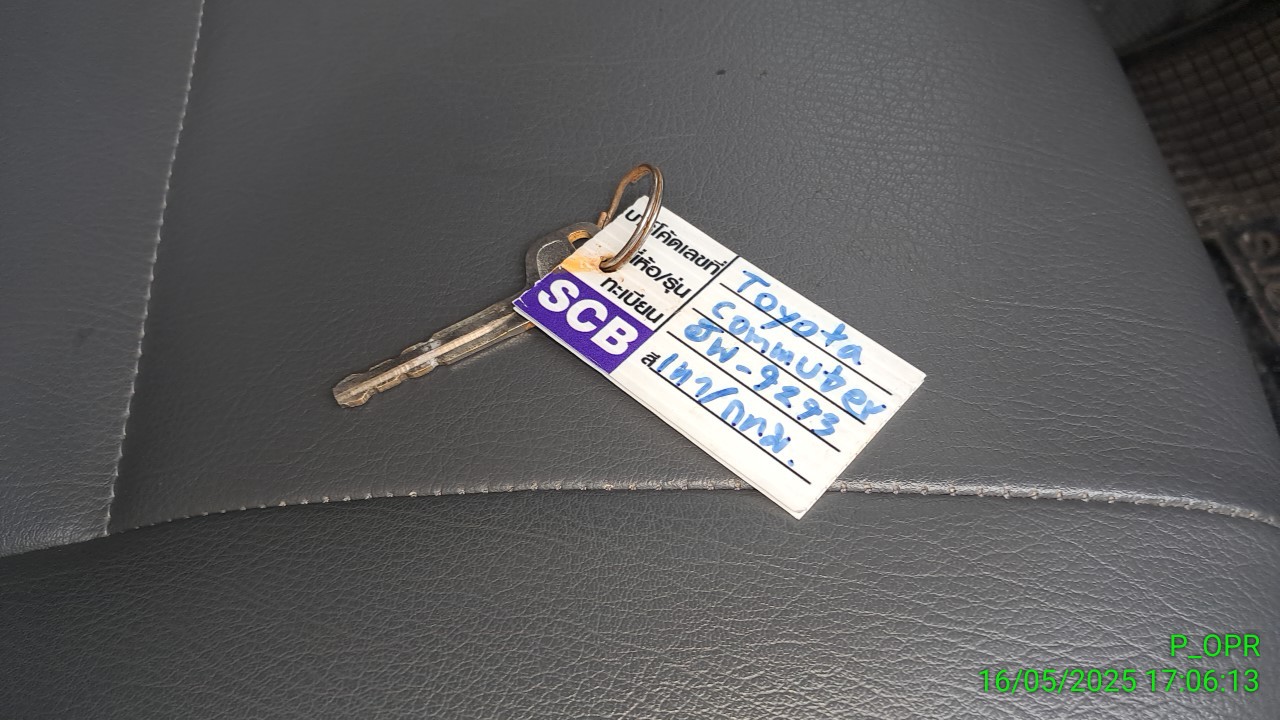 บาร์โค้ดเลขที่
ยี่ห้อ/รุ่น
ทะเบียน
SCB
สี
Toyota
Commuter
ฮพ-9293
เทา/กทม.
P_OPR
16/05/2025 17:06:13